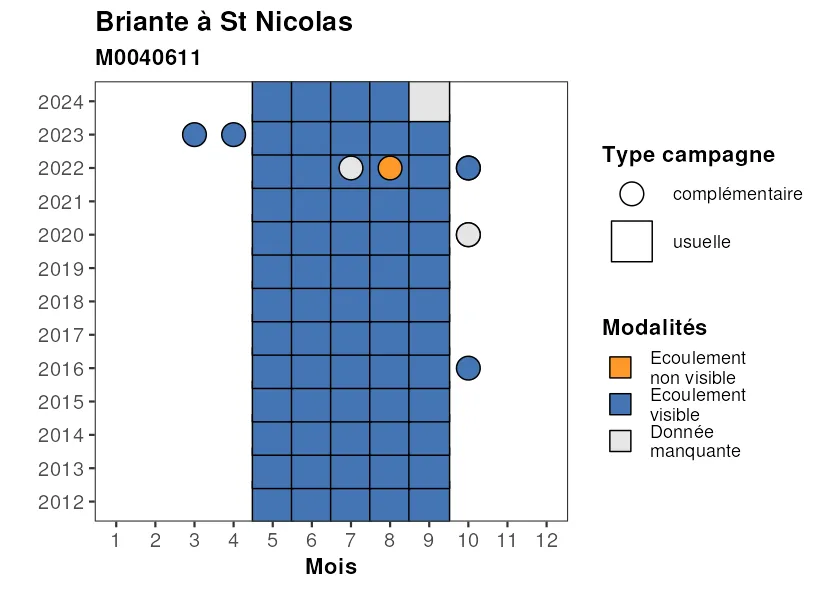 Briante à St Nicolas
M0040611
2024
2023
2022
2021
2020
2019
2018
2017
2016
2015
2014
2013
2012
1 2 3 4 5 6 7 8 9 10 11 12
Mois
Type campagne
complémentaire
usuelle
Modalités
Ecoulement
non visible
Ecoulement
visible
Donnée
manquante